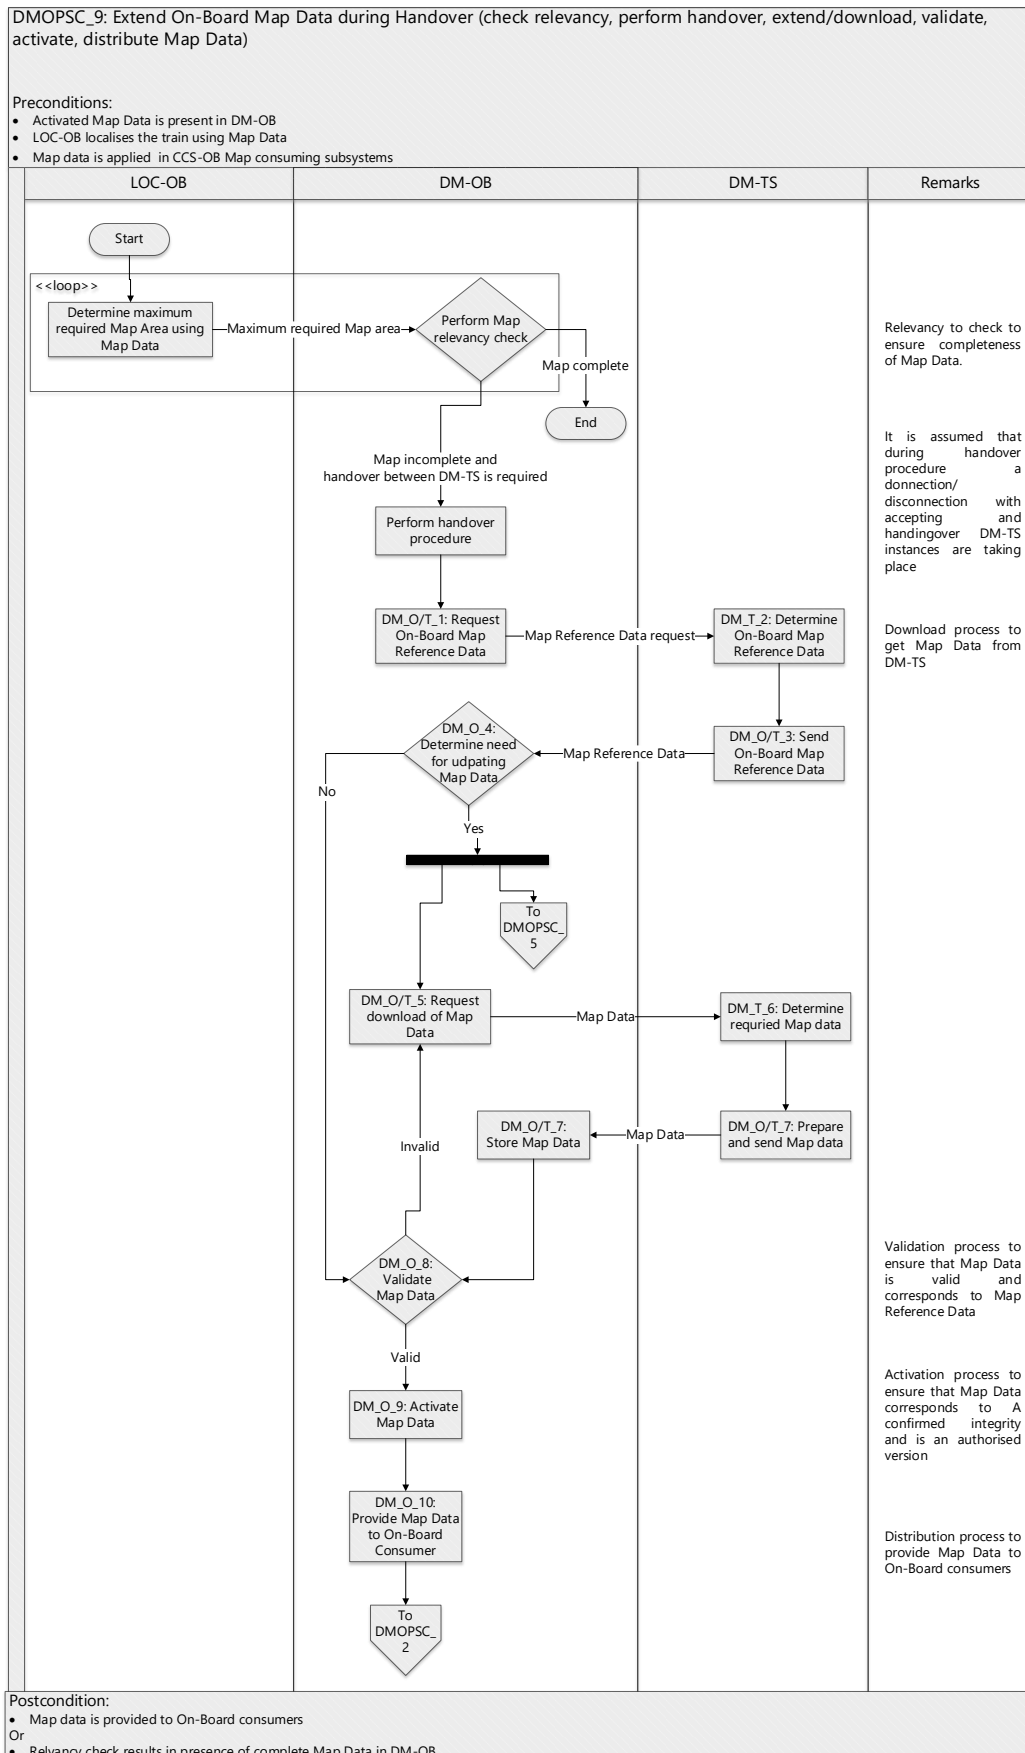 DMOPSC_9: Extend On-Board Map Data during Handover (check relevancy, perform handover, extend/download, validate,
activate, distribute Map Data)
Preconditions:
• Activated Map Data is present in DM-OB
• LOC-OB localises the train using Map Data
• Map data is applied in CCS-OB Map consuming subsystems
LOC-OB
DM-OB
DM-TS
Remarks
Start
<<loop>>
Determine maximum
required Map Area using
Map Data
Maximum required Map area
Perform Map
relevancy check
Map complete
End
Relevancy to check to
ensure completeness
of Map Data.
Map incomplete and
handover between DM-TS is required
It is assumed that
during handover
procedure a
donnection/
disconnection with
accepting and
handingover DM-TS
instances are taking
place
Perform handover
procedure
DM_O/T_1: Request
On-Board Map
Reference Data
Map Reference Data request
DM_T_2: Determine
On-Board Map
Reference Data
Download process to
get Map Data from
DM-TS
DM_O_4:
Determine need
for udpating
Map Data
Map Reference Data
DM_O/T_3: Send
On-Board Map
Reference Data
No
Yes
To
DMOPSC_
5
DM_O/T_5: Request
download of Map
Data
Map Data
DM_T_6: Determine
requried Map data
Invalid
DM_O/T_7:
Store Map Data
Map Data
DM_O/T_7: Prepare
and send Map data
DM_O_8:
Validate
Map Data
Validation process to
ensure that Map Data
is valid and
corresponds to Map
Reference Data
Valid
DM_O_9: Activate
Map Data
Activation process to
ensure that Map Data
corresponds to A
confirmed integrity
and is an authorised
version
DM_O_10:
Provide Map Data
to On-Board
Consumer
Distribution process to
provide Map Data to
On-Board consumers
To
DMOPSC_
2
Postcondition:
• Map data is provided to On-Board consumers
Or
• Relvancy check results in presence of complete Map Data in DM-OB